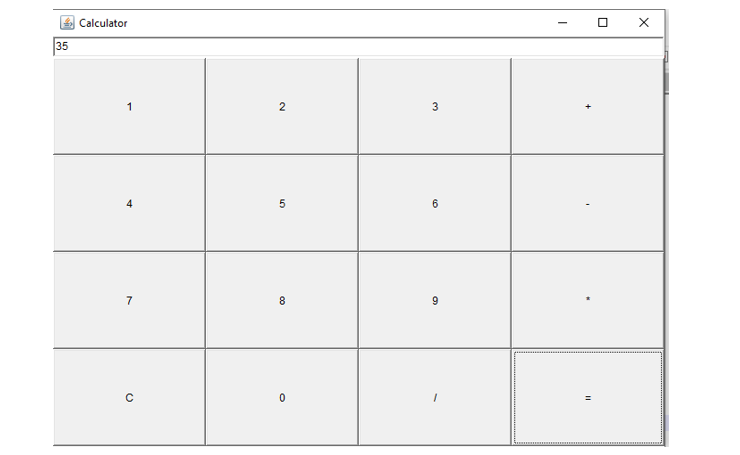 Calculator
35
1 2 3 +
4 5 6 -
7 8 9 *
C 0 / =